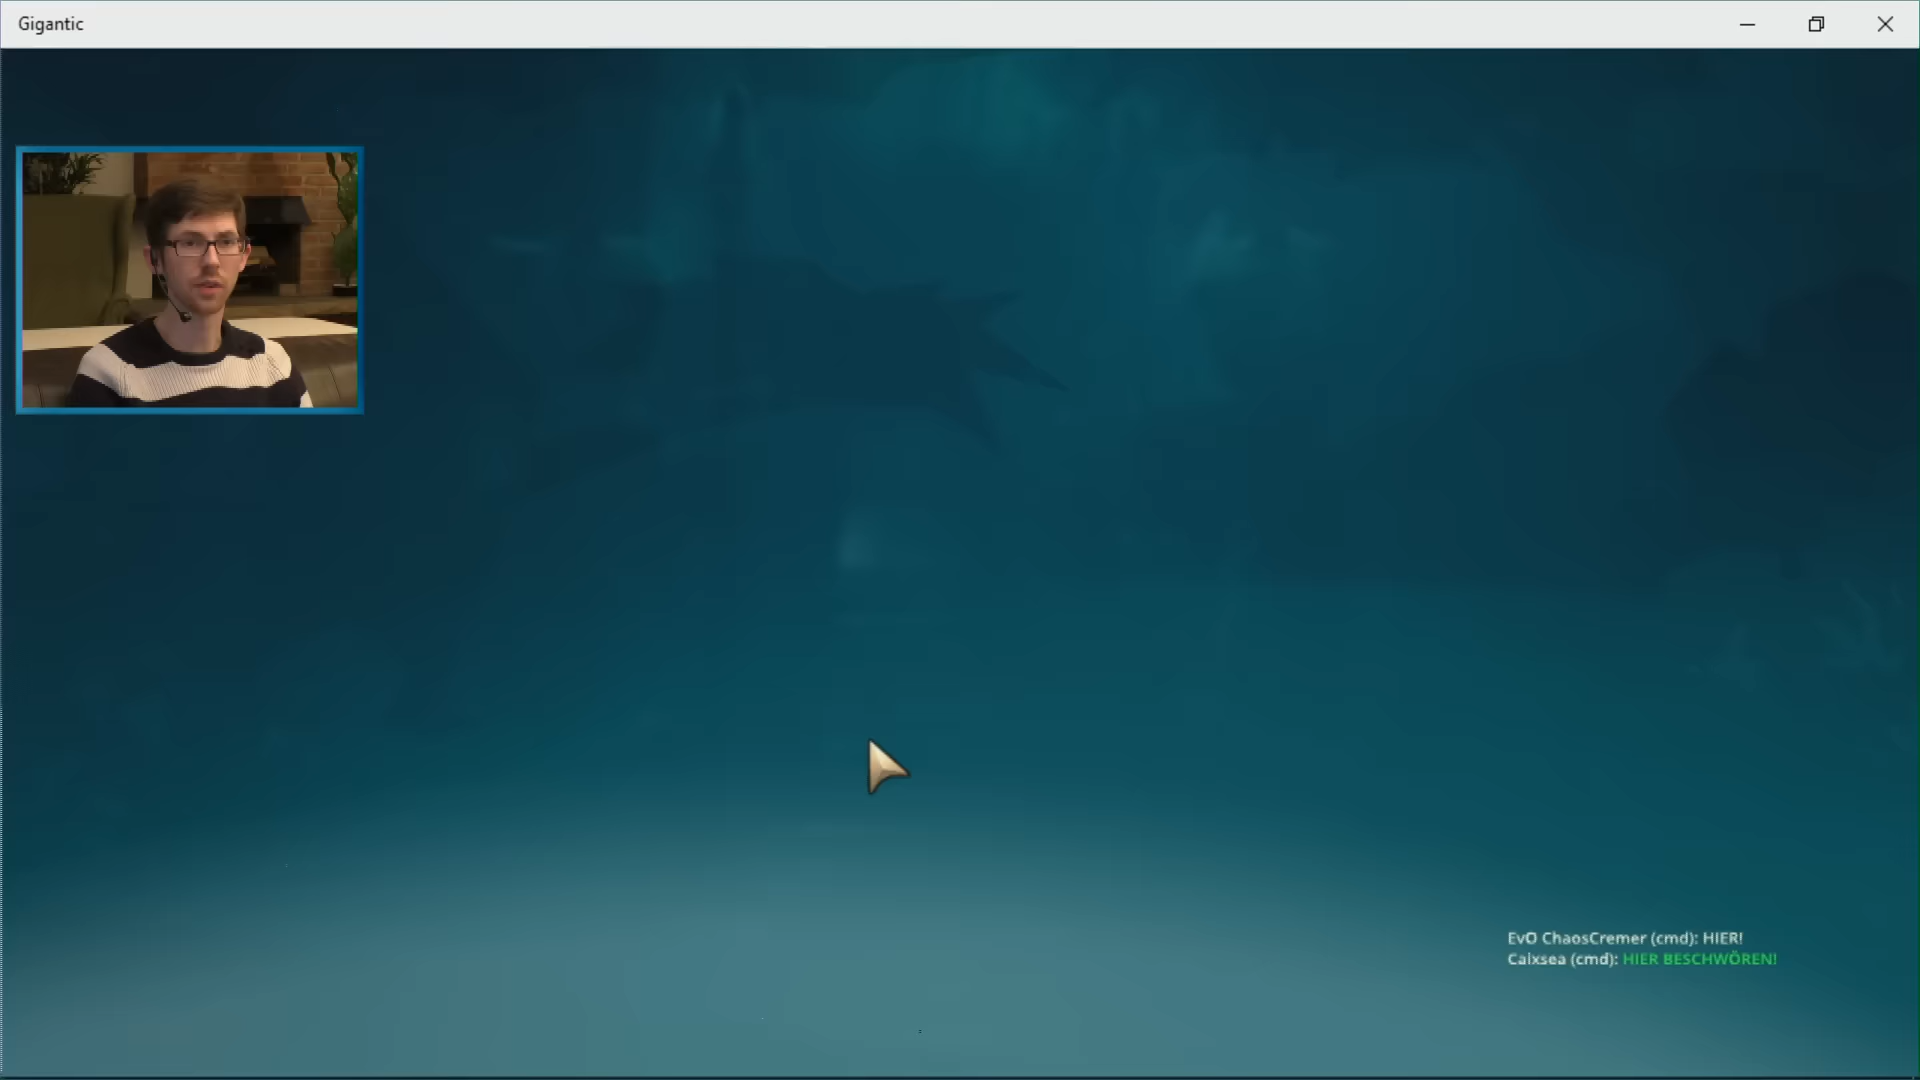 Gigantic
EvO ChaosCremer (cmd): HIER!
Caixsea (cmd): HIER BESCHWÖREN!